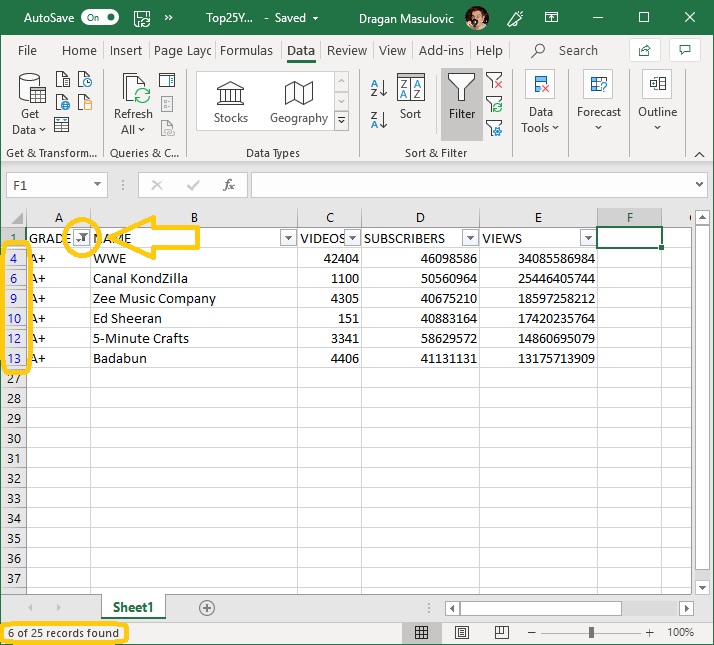 AutoSave On » Top25Y... - Saved Dragan Masulovic
File Home Insert Page Layc Formulas Data Review View Add-ins Help Search
Get Data
Refresh All
Stocks
Geography
Sort
Filter
Data Tools
Forecast
Outline
Get & Transform... Queries & C... Data Types Sort & Filter
F1 fx
A B C D E F
1 GRADE NAME VIDEOS SUBSCRIBERS VIEWS
4 A+ WWE 42404 46098586 34085586984
6 A+ Canal KondZilla 1100 50560964 25446405744
9 A+ Zee Music Company 4305 40675210 18597258212
10 A+ Ed Sheeran 151 40883164 17420235764
12 A+ 5-Minute Crafts 3341 58629572 14860695079
13 A+ Badabun 4406 41131131 13175713909
27
28
29
30
31
32
33
34
35
36
37
Sheet1
6 of 25 records found 100%